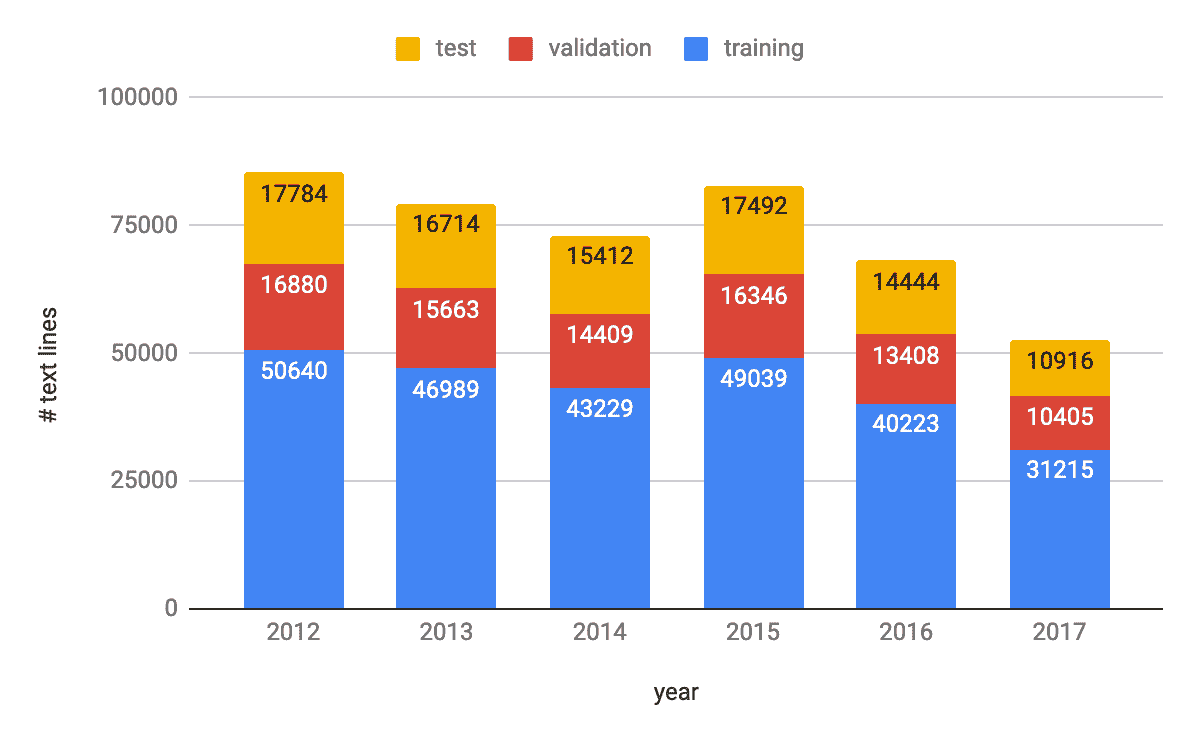 test validation training
100000
75000
50000
25000
0
# text lines
17784 16714 15412 17492 14444 10916
16880 15663 14409 16346 13408 10405
50640 46989 43229 49039 40223 31215
2012 2013 2014 2015 2016 2017
year